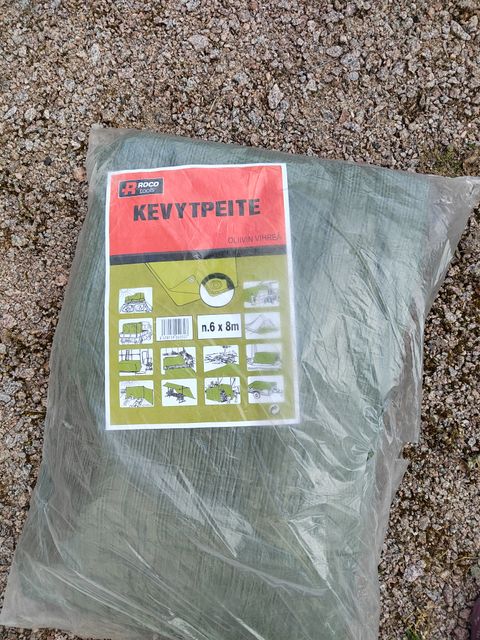 ROCO
tools
KEVYTPEITE
OLIIVIN VIHREÄ
n.6 x 8m